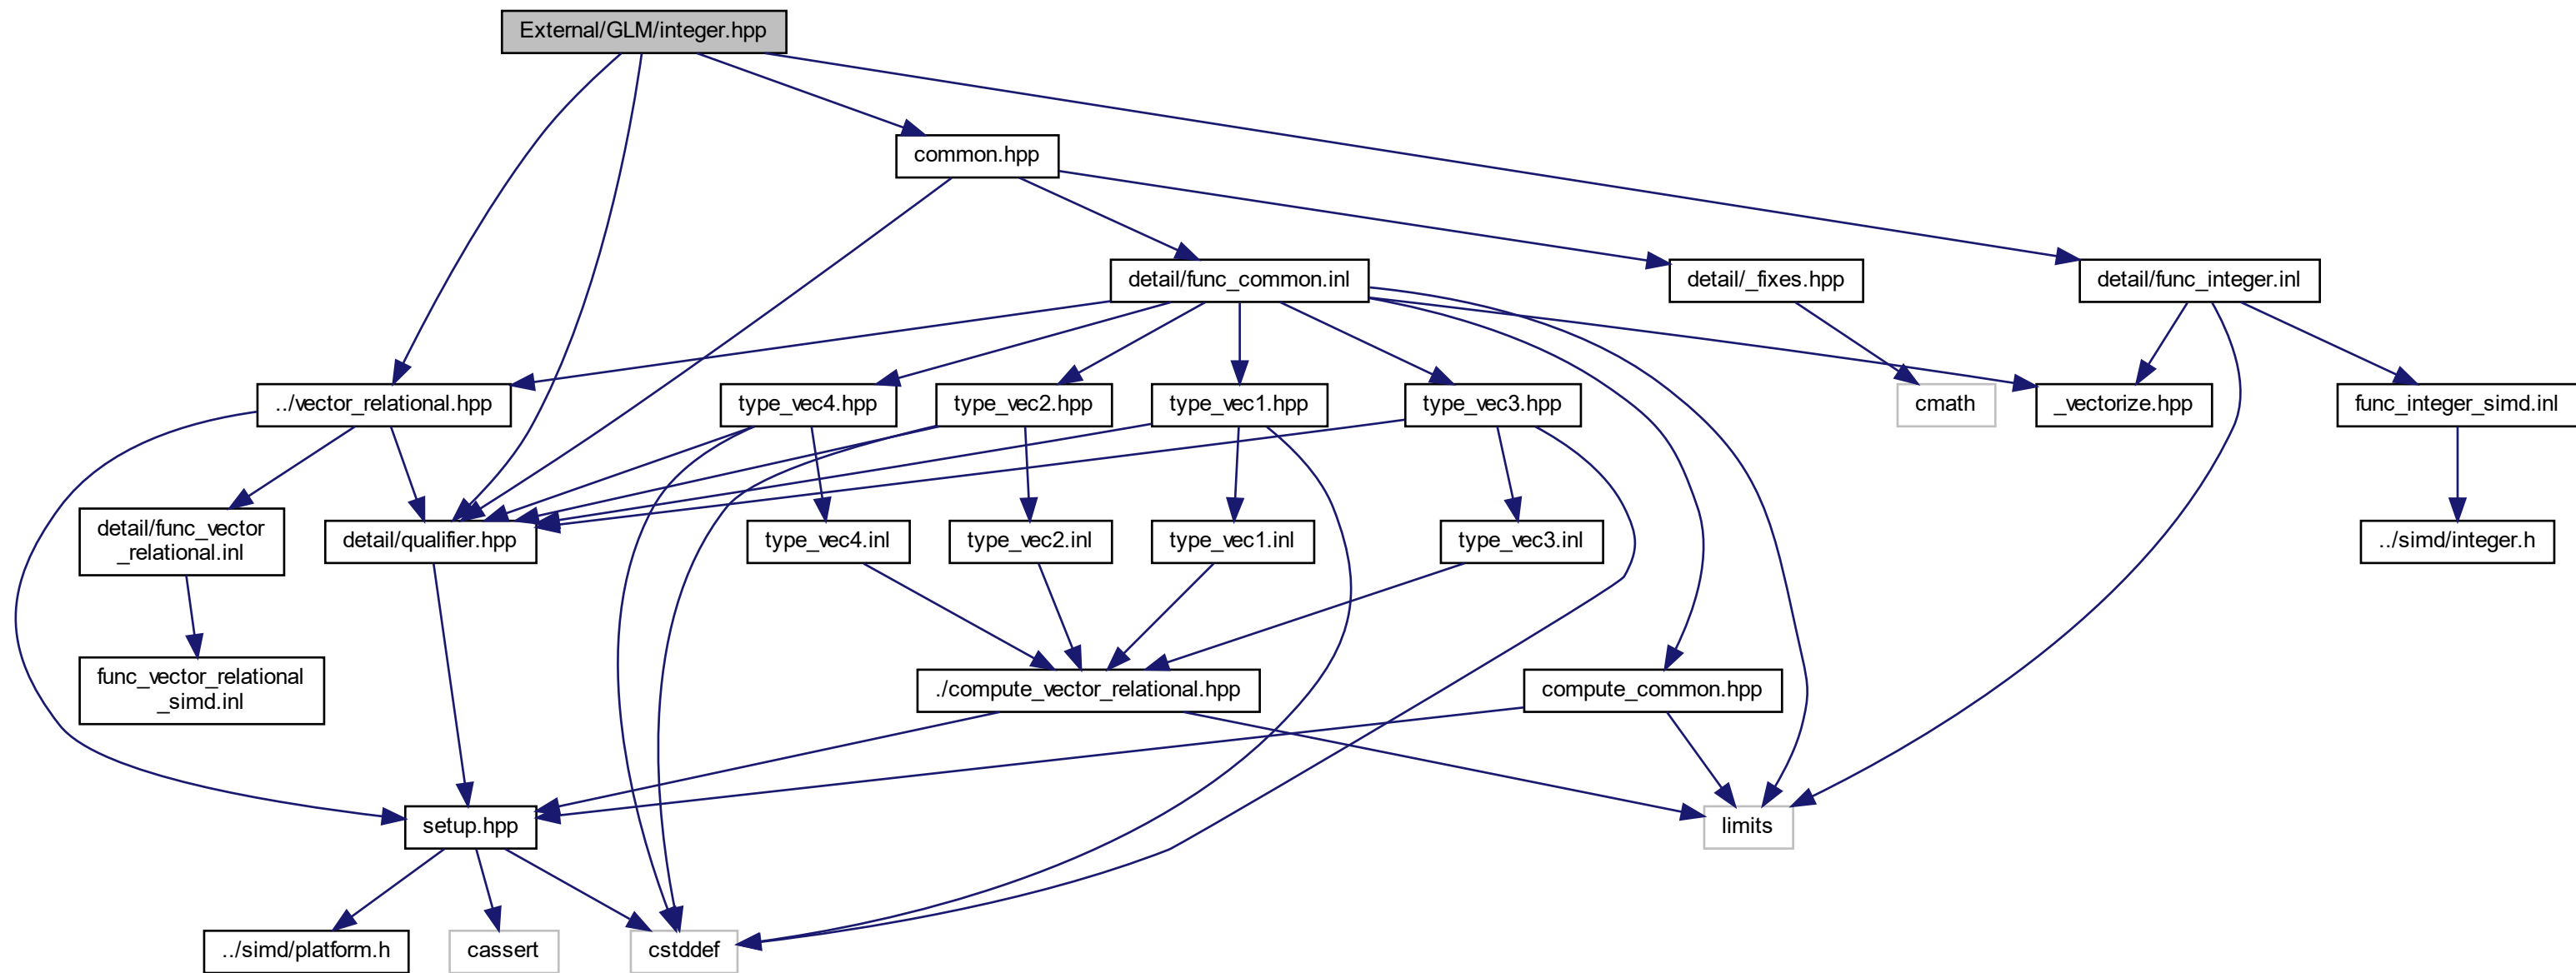 External/GLM/integer.hpp
common.hpp
detail/func_common.inl
detail/_fixes.hpp
detail/func_integer.inl
../vector_relational.hpp
type_vec4.hpp
type_vec2.hpp
type_vec1.hpp
type_vec3.hpp
cmath
_vectorize.hpp
func_integer_simd.inl
detail/func_vector
_relational.inl
detail/qualifier.hpp
type_vec4.inl
type_vec2.inl
type_vec1.inl
type_vec3.inl
../simd/integer.h
func_vector_relational
_simd.inl
./compute_vector_relational.hpp
compute_common.hpp
setup.hpp
limits
../simd/platform.h
cassert
cstddef